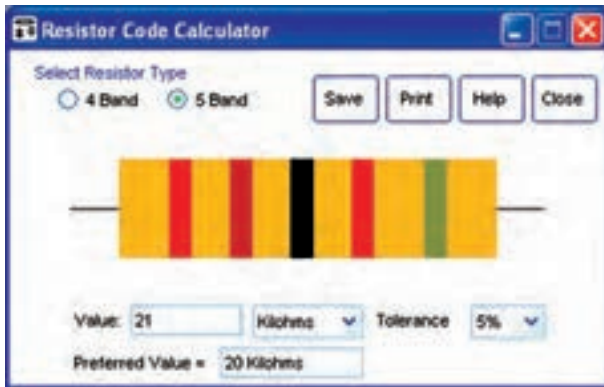 Resistor Code Calculator
Select Resistor Type
4 Band 5 Band Save Print Help Close
Value: 21 Kilohms Tolerance 5%
Preferred Value = 20 Kilohms